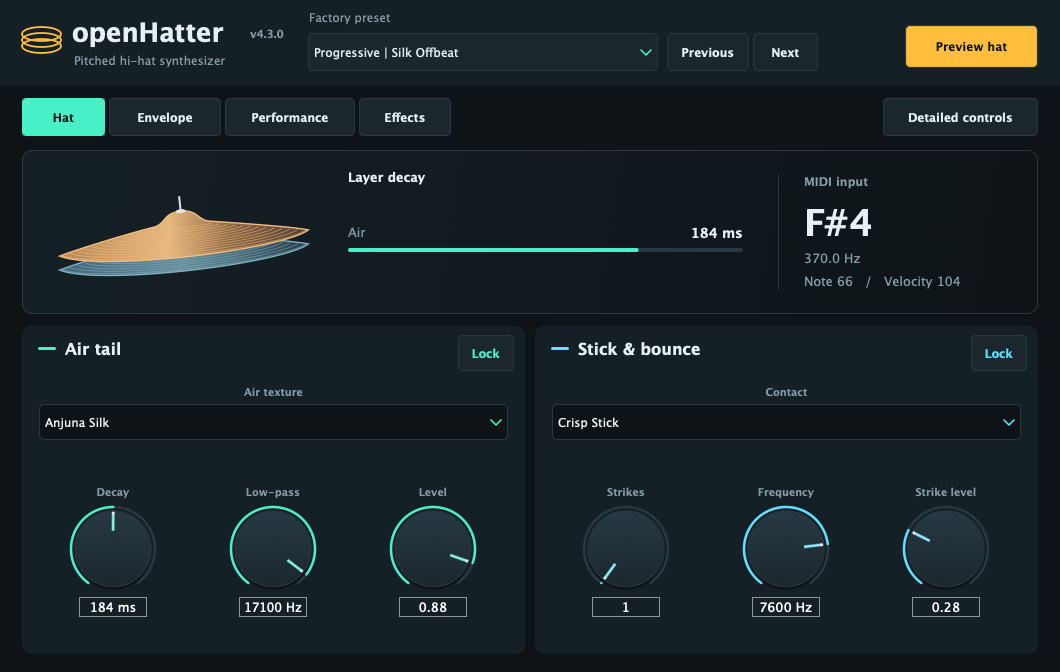 openHatter
v4.3.0
Pitched hi-hat synthesizer
Factory preset
Progressive | Silk Offbeat
Previous
Next
Preview hat
Hat
Envelope
Performance
Effects
Detailed controls
Layer decay
Air
184 ms
MIDI input
F#4
370.0 Hz
Note 66 / Velocity 104
Air tail
Lock
Air texture
Anjuna Silk
Decay
Low-pass
Level
184 ms
17100 Hz
0.88
Stick & bounce
Lock
Contact
Crisp Stick
Strikes
Frequency
Strike level
1
7600 Hz
0.28